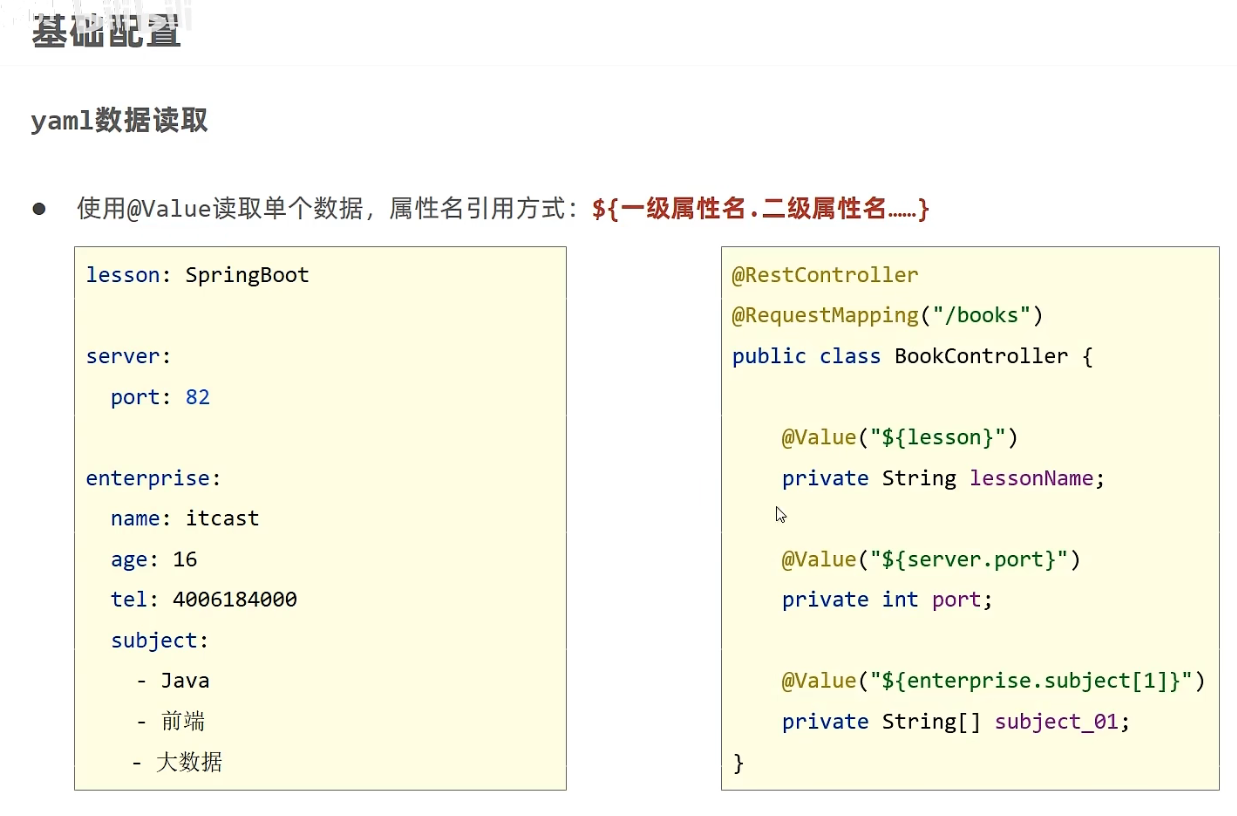 基础配置
yaml数据读取
● 使用@Value读取单个数据，属性名引用方式：${一级属性名.二级属性名……}
lesson: SpringBoot
server:
  port: 82
enterprise:
  name: itcast
  age: 16
  tel: 4006184000
  subject:
    - Java
    - 前端
    - 大数据
@RestController
@RequestMapping("/books")
public class BookController {
    @Value("${lesson}")
    private String lessonName;
    @Value("${server.port}")
    private int port;
    @Value("${enterprise.subject[1]}")
    private String[] subject_01;
}